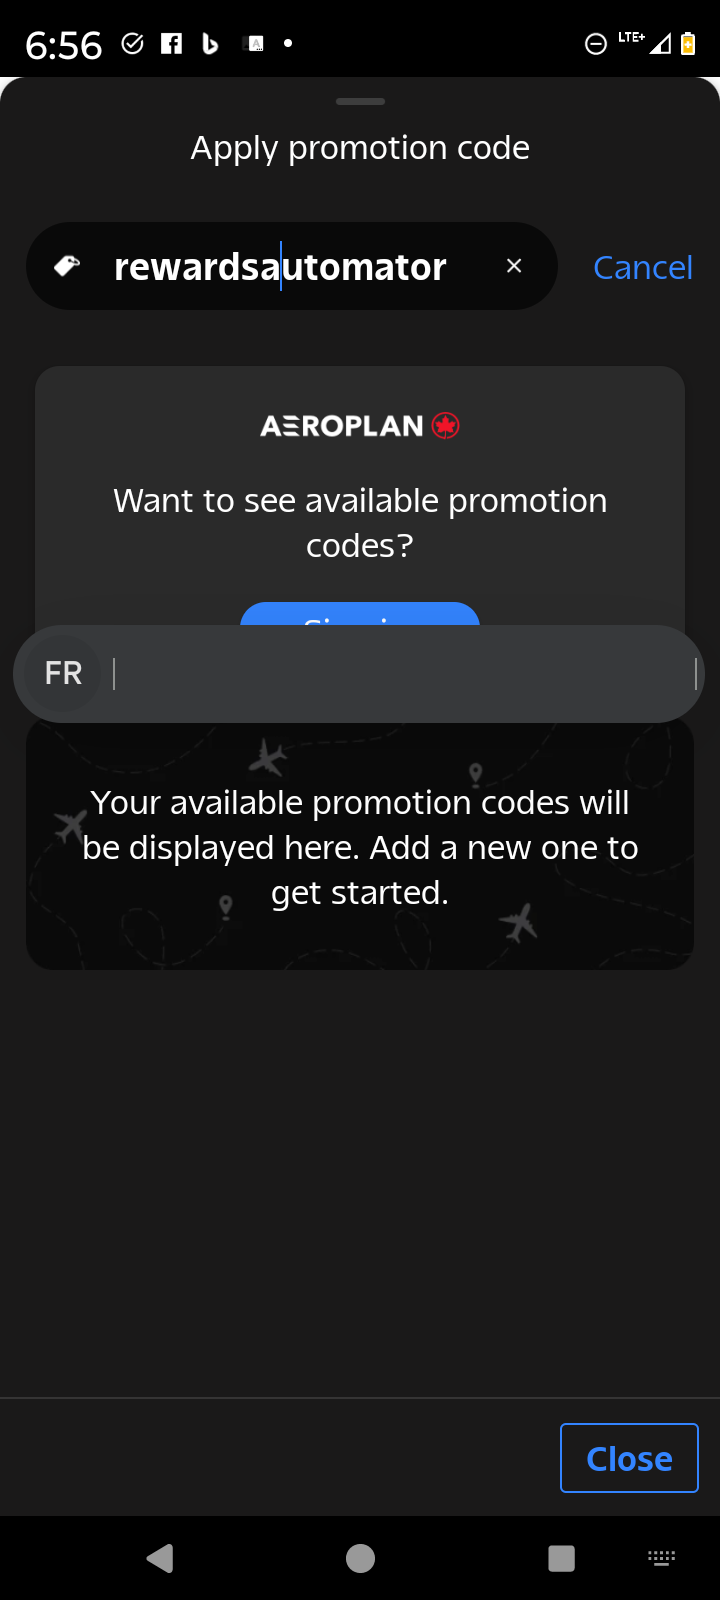 6:56
LTE+
Apply promotion code
rewardsautomator
Cancel
AEROPLAN
Want to see available promotion
codes?
FR
Your available promotion codes will
be displayed here. Add a new one to
get started.
Close